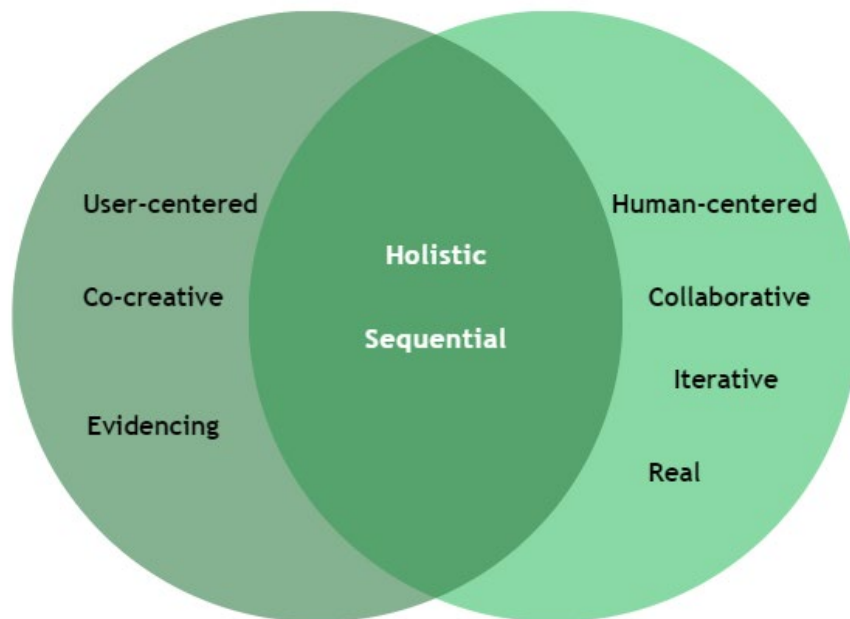 User-centered
Co-creative
Evidencing
Holistic
Sequential
Human-centered
Collaborative
Iterative
Real